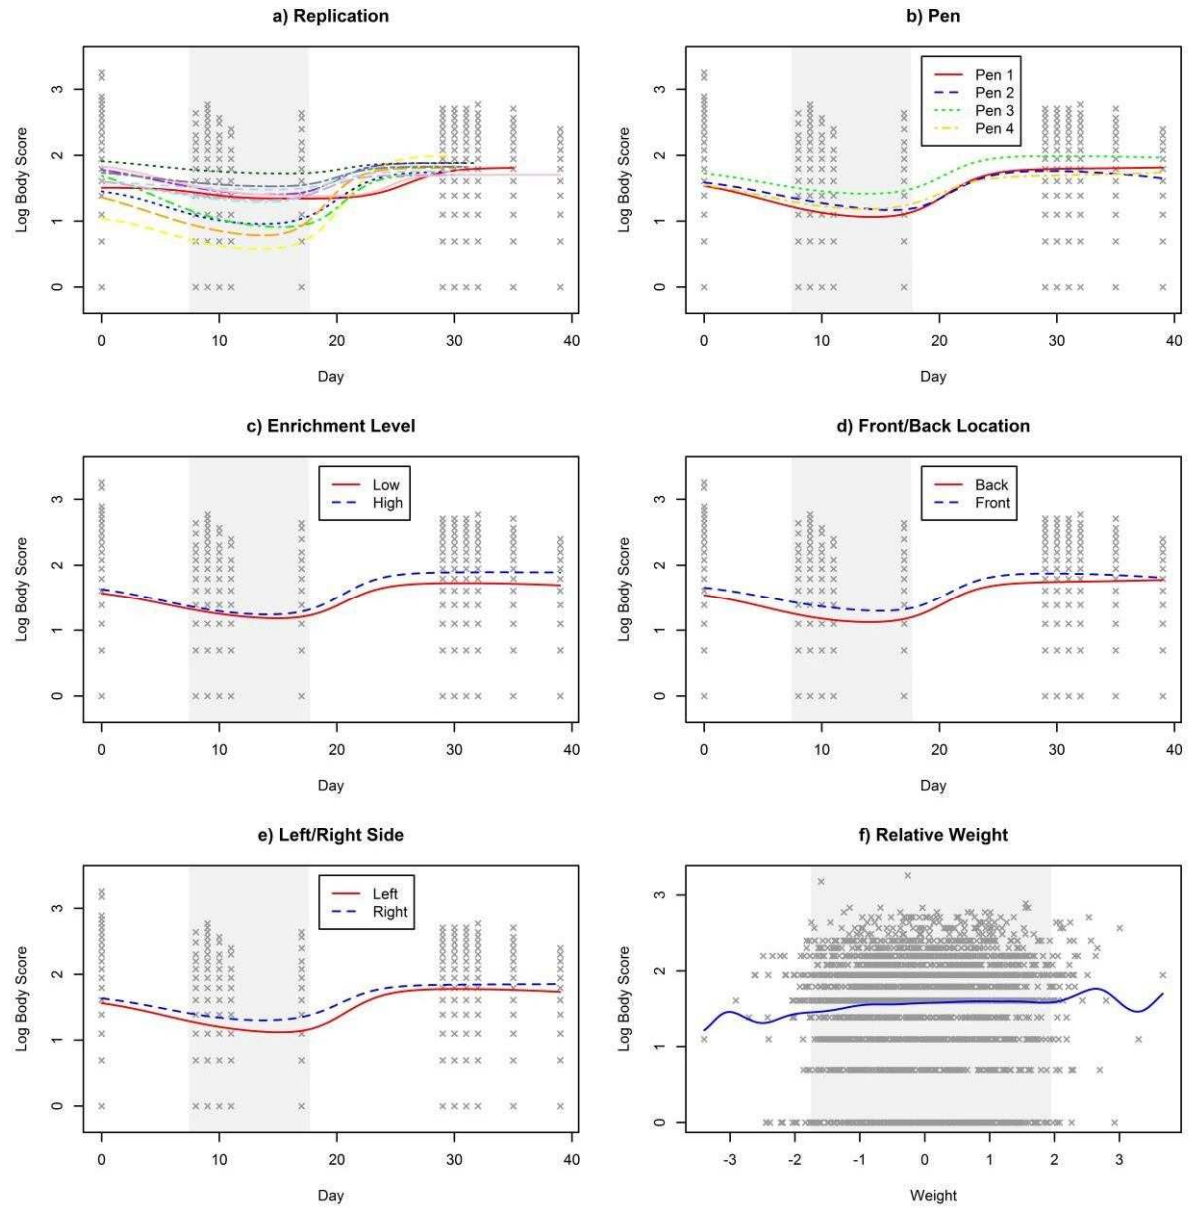 a) Replication
Log Body Score
0 1 2 3
0 10 20 30 40
Day
b) Pen
Log Body Score
0 1 2 3
Pen 1
Pen 2
Pen 3
Pen 4
0 10 20 30 40
Day
c) Enrichment Level
Log Body Score
0 1 2 3
Low
High
0 10 20 30 40
Day
d) Front/Back Location
Log Body Score
0 1 2 3
Back
Front
0 10 20 30 40
Day
e) Left/Right Side
Log Body Score
0 1 2 3
Left
Right
0 10 20 30 40
Day
f) Relative Weight
Log Body Score
0 1 2 3
-3 -2 -1 0 1 2 3
Weight